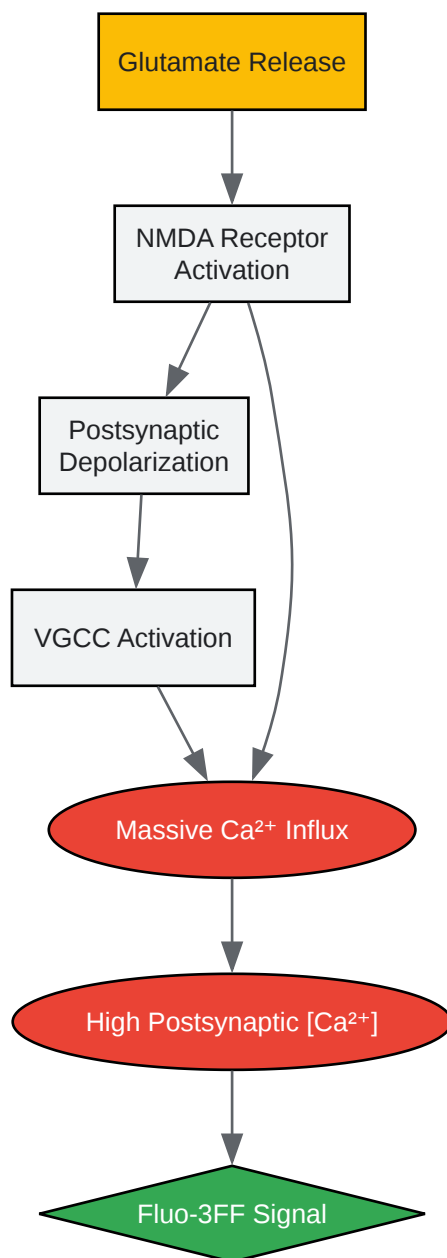 Glutamate Release
NMDA Receptor
Activation
Postsynaptic
Depolarization
VGCC Activation
Massive Ca²⁺ Influx
High Postsynaptic [Ca²⁺]
Fluo-3FF Signal